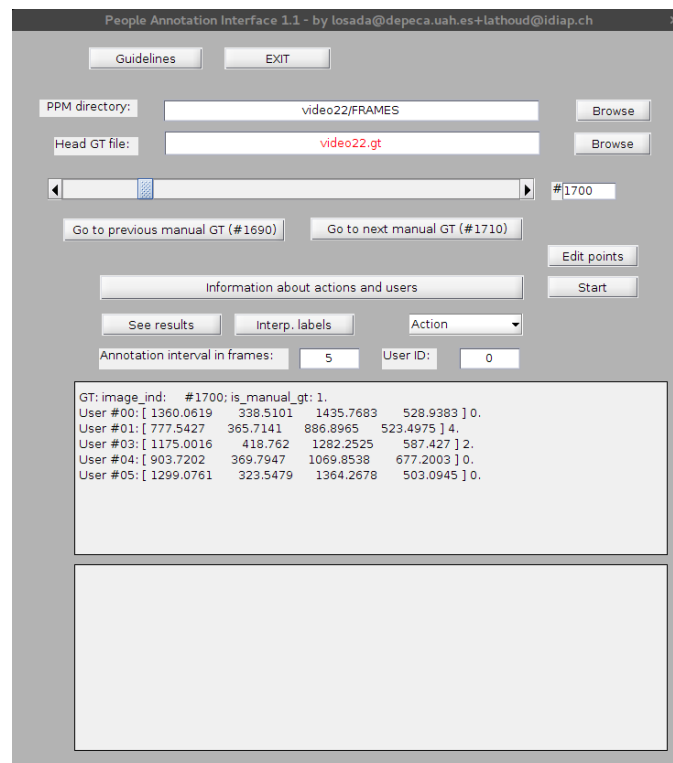 People Annotation Interface 1.1 - by losada@depeca.uah.es+lathoud@idiap.ch
Guidelines EXIT
PPM directory: video22/FRAMES Browse
Head GT file: video22.gt Browse
#1700
Go to previous manual GT (#1690) Go to next manual GT (#1710)
Edit points
Information about actions and users Start
See results Interp. labels Action
Annotation interval in frames: 5 User ID: 0
GT: image_ind: #1700; is_manual_gt: 1.
User #00: [ 1360.0619 338.5101 1435.7683 528.9383 ] 0.
User #01: [ 777.5427 365.7141 886.8965 523.4975 ] 4.
User #03: [ 1175.0016 418.762 1282.2525 587.427 ] 2.
User #04: [ 903.7202 369.7947 1069.8538 677.2003 ] 0.
User #05: [ 1299.0761 323.5479 1364.2678 503.0945 ] 0.